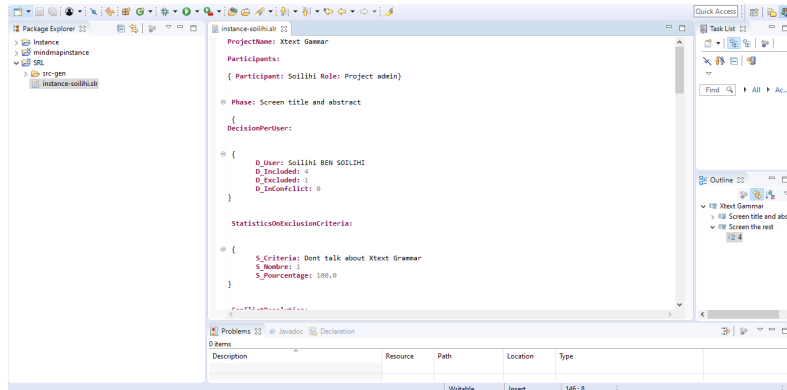 Quick Access
Package Explorer
Instance
mindmapinstance
SRL
src-gen
instance-soilihi.slr
instance-soilihi.slr
ProjectName: Xtext Gammar
Participants:
{ Participant: Soilihi Role: Project admin}
Phase: Screen title and abstract
{
DecisionPerUser:
{
D_User: Soilihi BEN SOILIHI
D_Included: 4
D_Excluded: 1
D_InConfclict: 0
}
StatisticsOnExclusionCriteria:
{
S_Criteria: Dont talk about Xtext Grammar
S_Nombre: 1
S_Pourcentage: 100.0
}
Task List
Find
All
Ac...
Outline
Xtext Gammar
Screen title and abs
Screen the rest
4
Problems
Javadoc
Declaration
0 items
Description Resource Path Location Type
Writable Insert 146 : 8